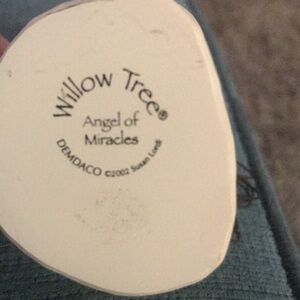 Willow Tree®
Angel of
Miracles
DEMDACO ©2002 Susan Lordi